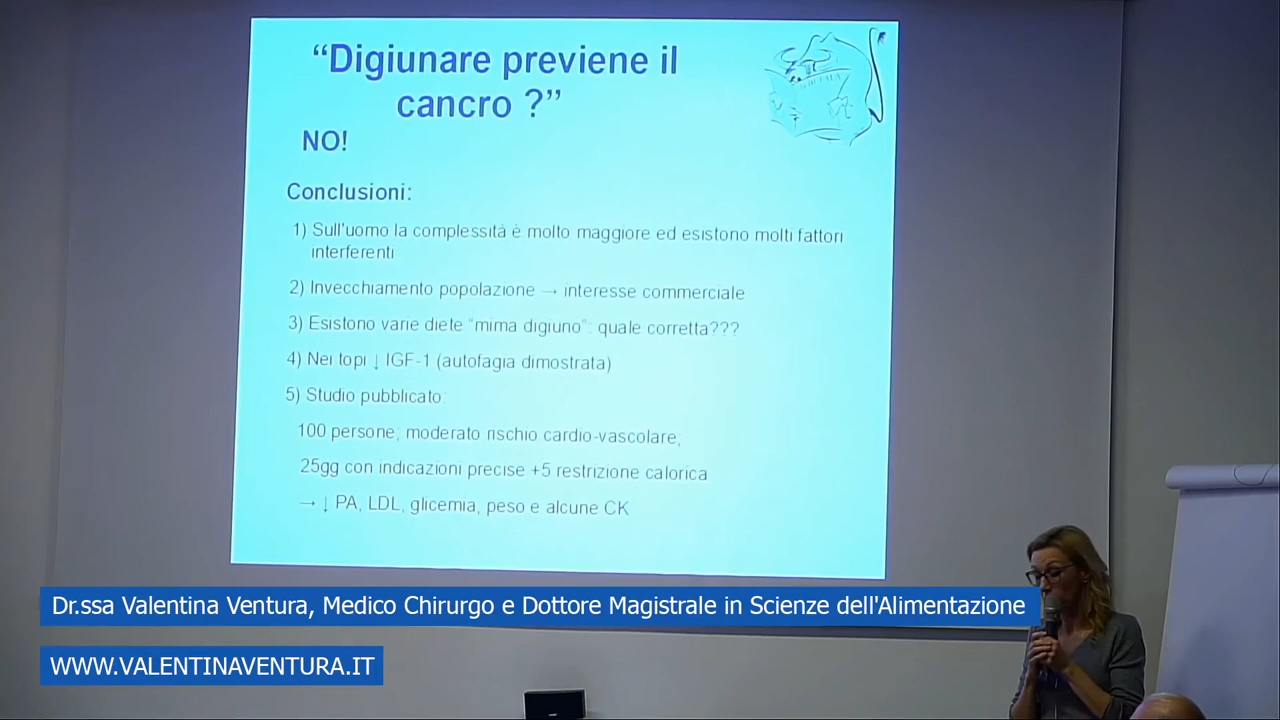 “Digiunare previene il
cancro ?”
NO!
Conclusioni:
1) Sull'uomo la complessità è molto maggiore ed esistono molti fattori
interferenti
2) Invecchiamento popolazione → interesse commerciale
3) Esistono varie diete “mima digiuno”: quale corretta???
4) Nei topi ↓ IGF-1 (autofagia dimostrata)
5) Studio pubblicato:
100 persone; moderato rischio cardio-vascolare;
25gg con indicazioni precise +5 restrizione calorica
→ ↓ PA, LDL, glicemia, peso e alcune CK
Dr.ssa Valentina Ventura, Medico Chirurgo e Dottore Magistrale in Scienze dell'Alimentazione
WWW.VALENTINAVENTURA.IT